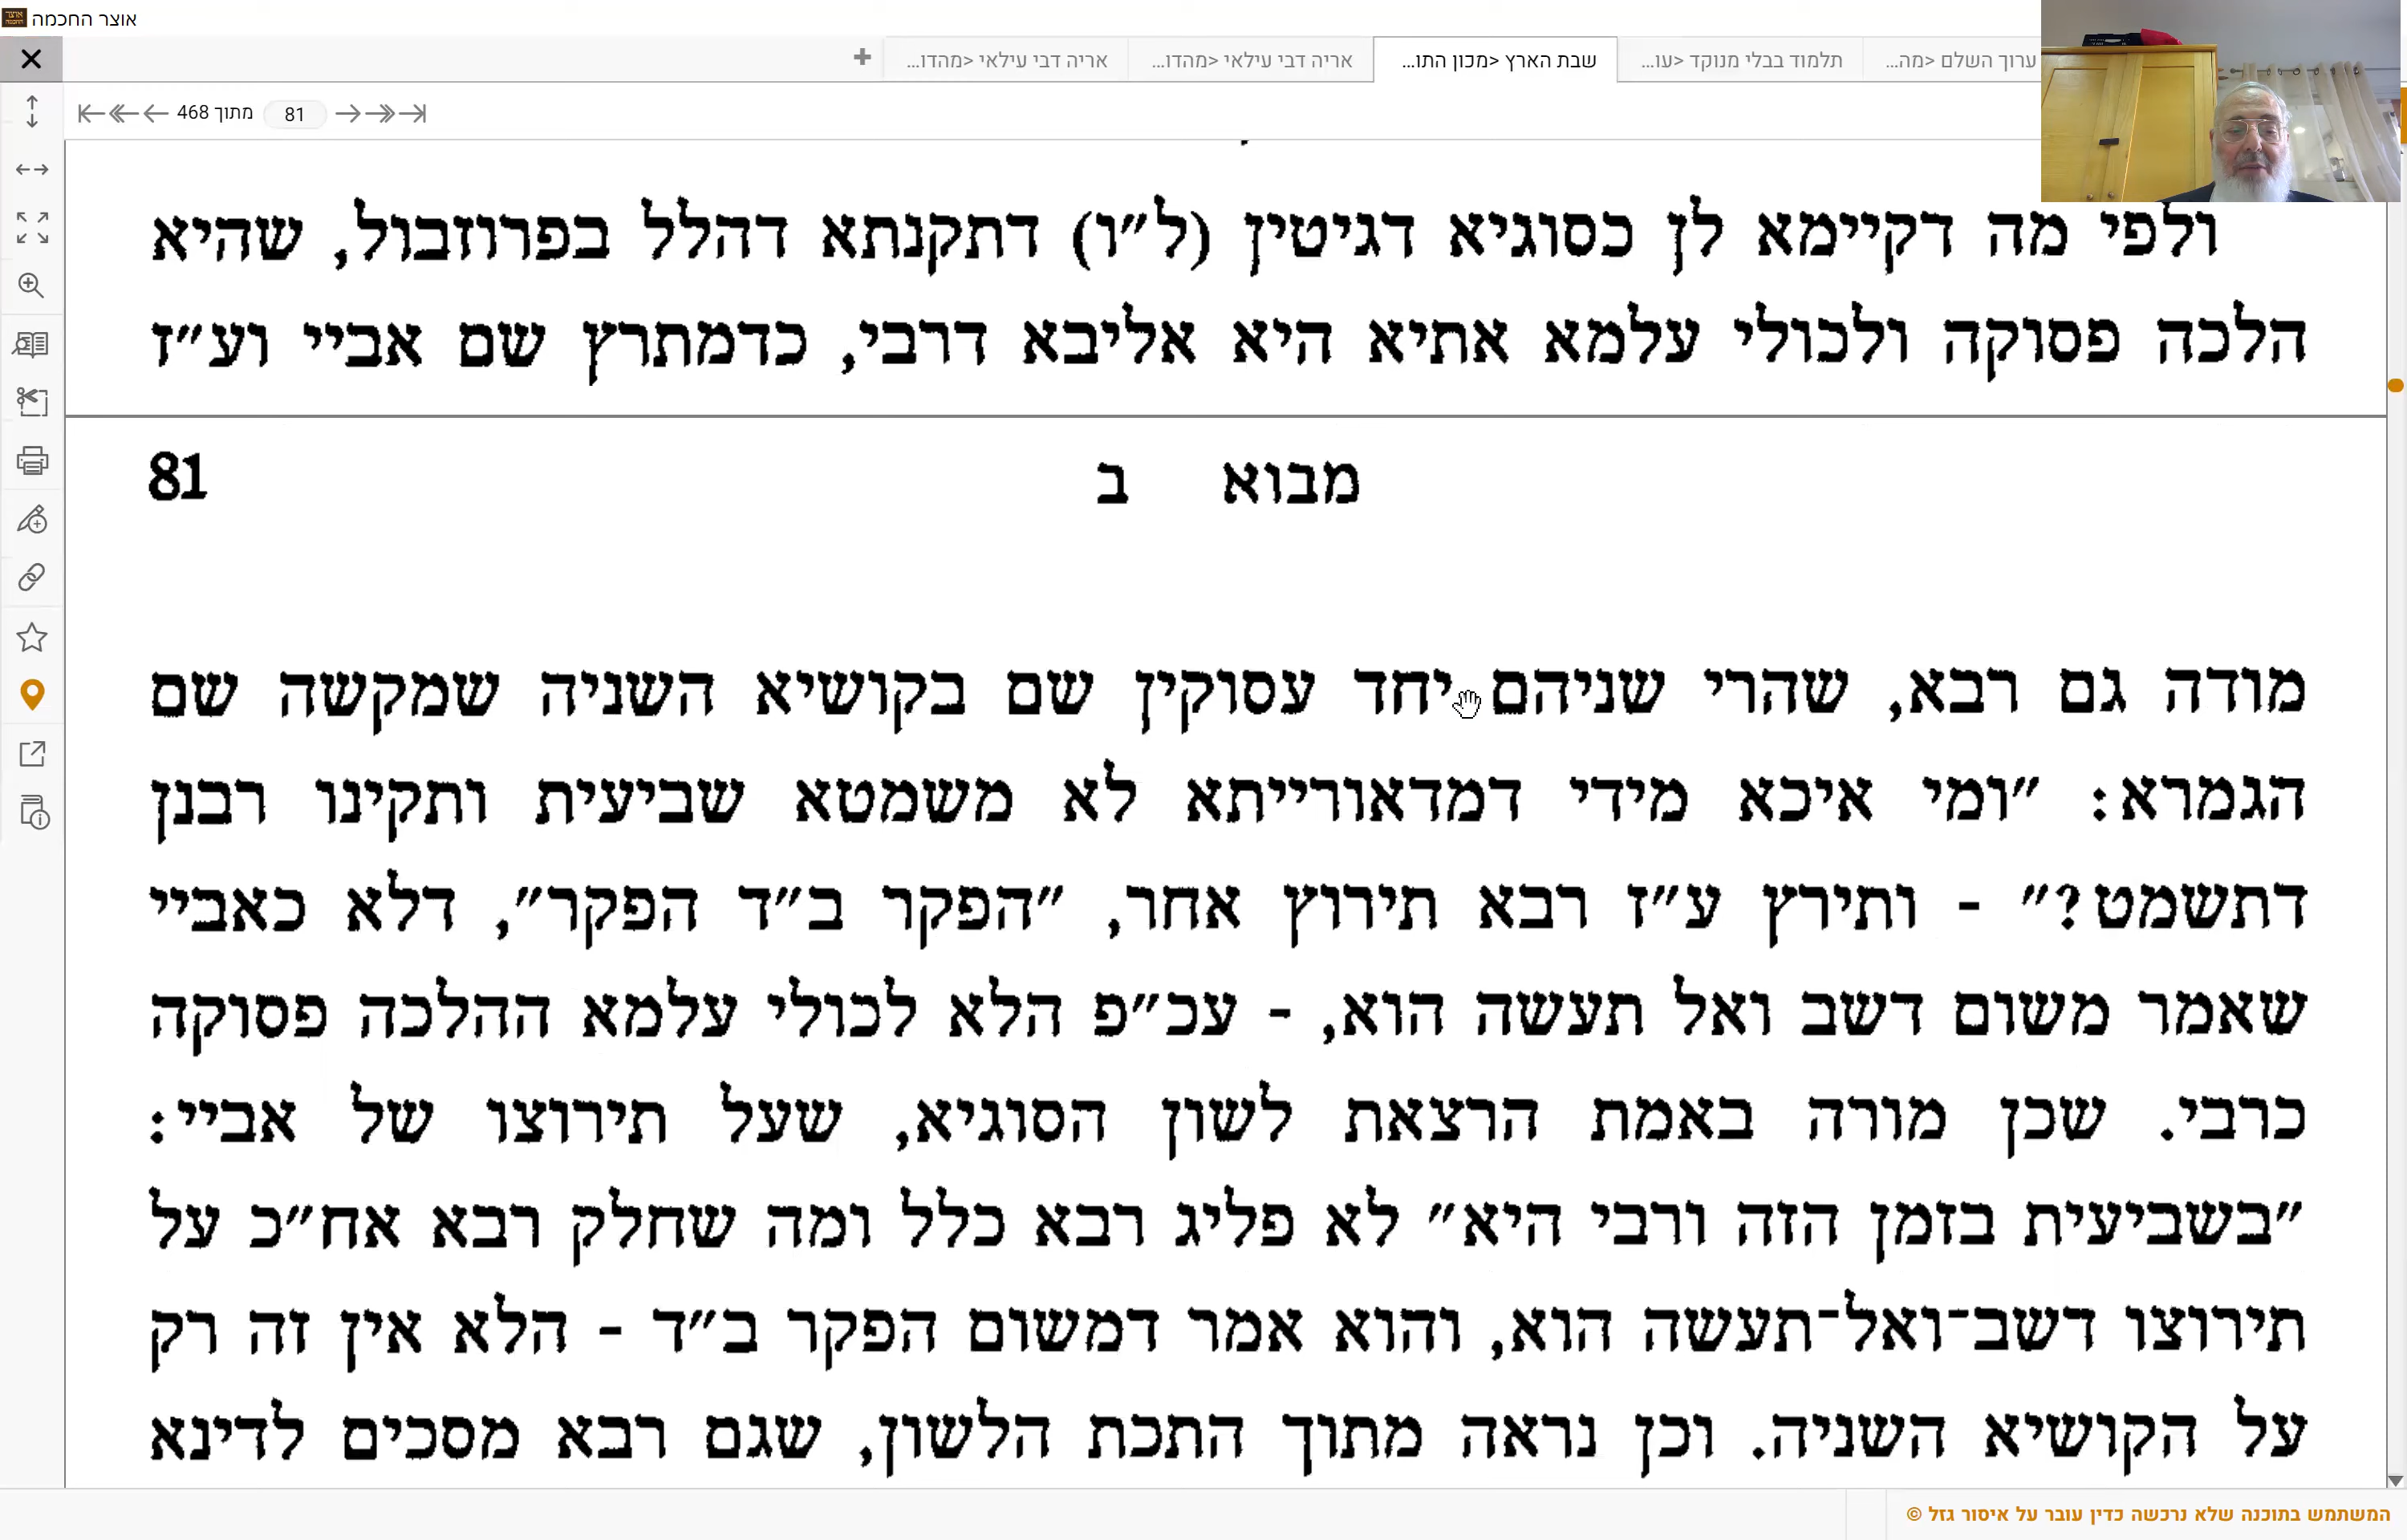 אוצר החכמה
ערוך השלם <מה...
תלמוד בבלי מנוקד <עו...
שבת הארץ <מכון התו...
אריה דבי עילאי <מהדו...
אריה דבי עילאי <מהדו...
81 מתוך 468
ולפי מה דקיימא לן כסוגיא דגיטין (ל״ו) דתקנתא דהלל בפרוזבול, שהיא
הלכה פסוקה ולכולי עלמא אתיא היא אליבא דרבי, כדמתרץ שם אביי וע״ז
מבוא ב 81
מודה גם רבא, שהרי שניהם יחד עסוקין שם בקושיא השניה שמקשה שם
הגמרא: ״ומי איכא מידי דמדאורייתא לא משמטא שביעית ותקינו רבנן
דתשמט?״ - ותירץ ע״ז רבא תירוץ אחר, ״הפקר ב״ד הפקר״, דלא כאביי
שאמר משום דשב ואל תעשה הוא, - עכ״פ הלא לכולי עלמא ההלכה פסוקה
כרבי. שכן מורה באמת הרצאת לשון הסוגיא, שעל תירוצו של אביי:
״בשביעית בזמן הזה ורבי היא״ לא פליג רבא כלל ומה שחלק רבא אח״כ על
תירוצו דשב־ואל־תעשה הוא, והוא אמר דמשום הפקר ב״ד - הלא אין זה רק
על הקושיא השניה. וכן נראה מתוך התכת הלשון, שגם רבא מסכים לדינא
המשתמש בתוכנה שלא נרכשה כדין עובר על איסור גזל ©